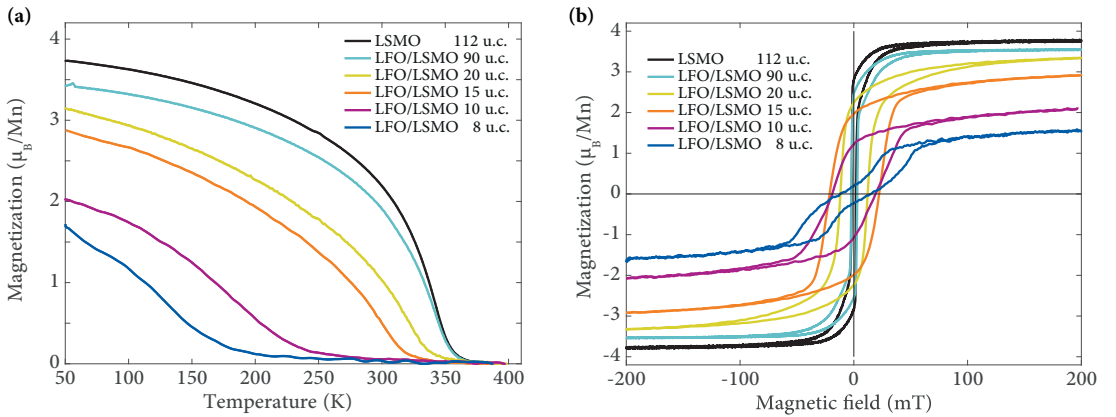 (a)
Magnetization (μB/Mn)
4
3
2
1
0
50 100 150 200 250 300 350 400
Temperature (K)
LSMO 112 u.c.
LFO/LSMO 90 u.c.
LFO/LSMO 20 u.c.
LFO/LSMO 15 u.c.
LFO/LSMO 10 u.c.
LFO/LSMO 8 u.c.
(b)
Magnetization (μB/Mn)
4
3
2
1
0
-1
-2
-3
-4
-200 -100 0 100 200
Magnetic field (mT)
LSMO 112 u.c.
LFO/LSMO 90 u.c.
LFO/LSMO 20 u.c.
LFO/LSMO 15 u.c.
LFO/LSMO 10 u.c.
LFO/LSMO 8 u.c.